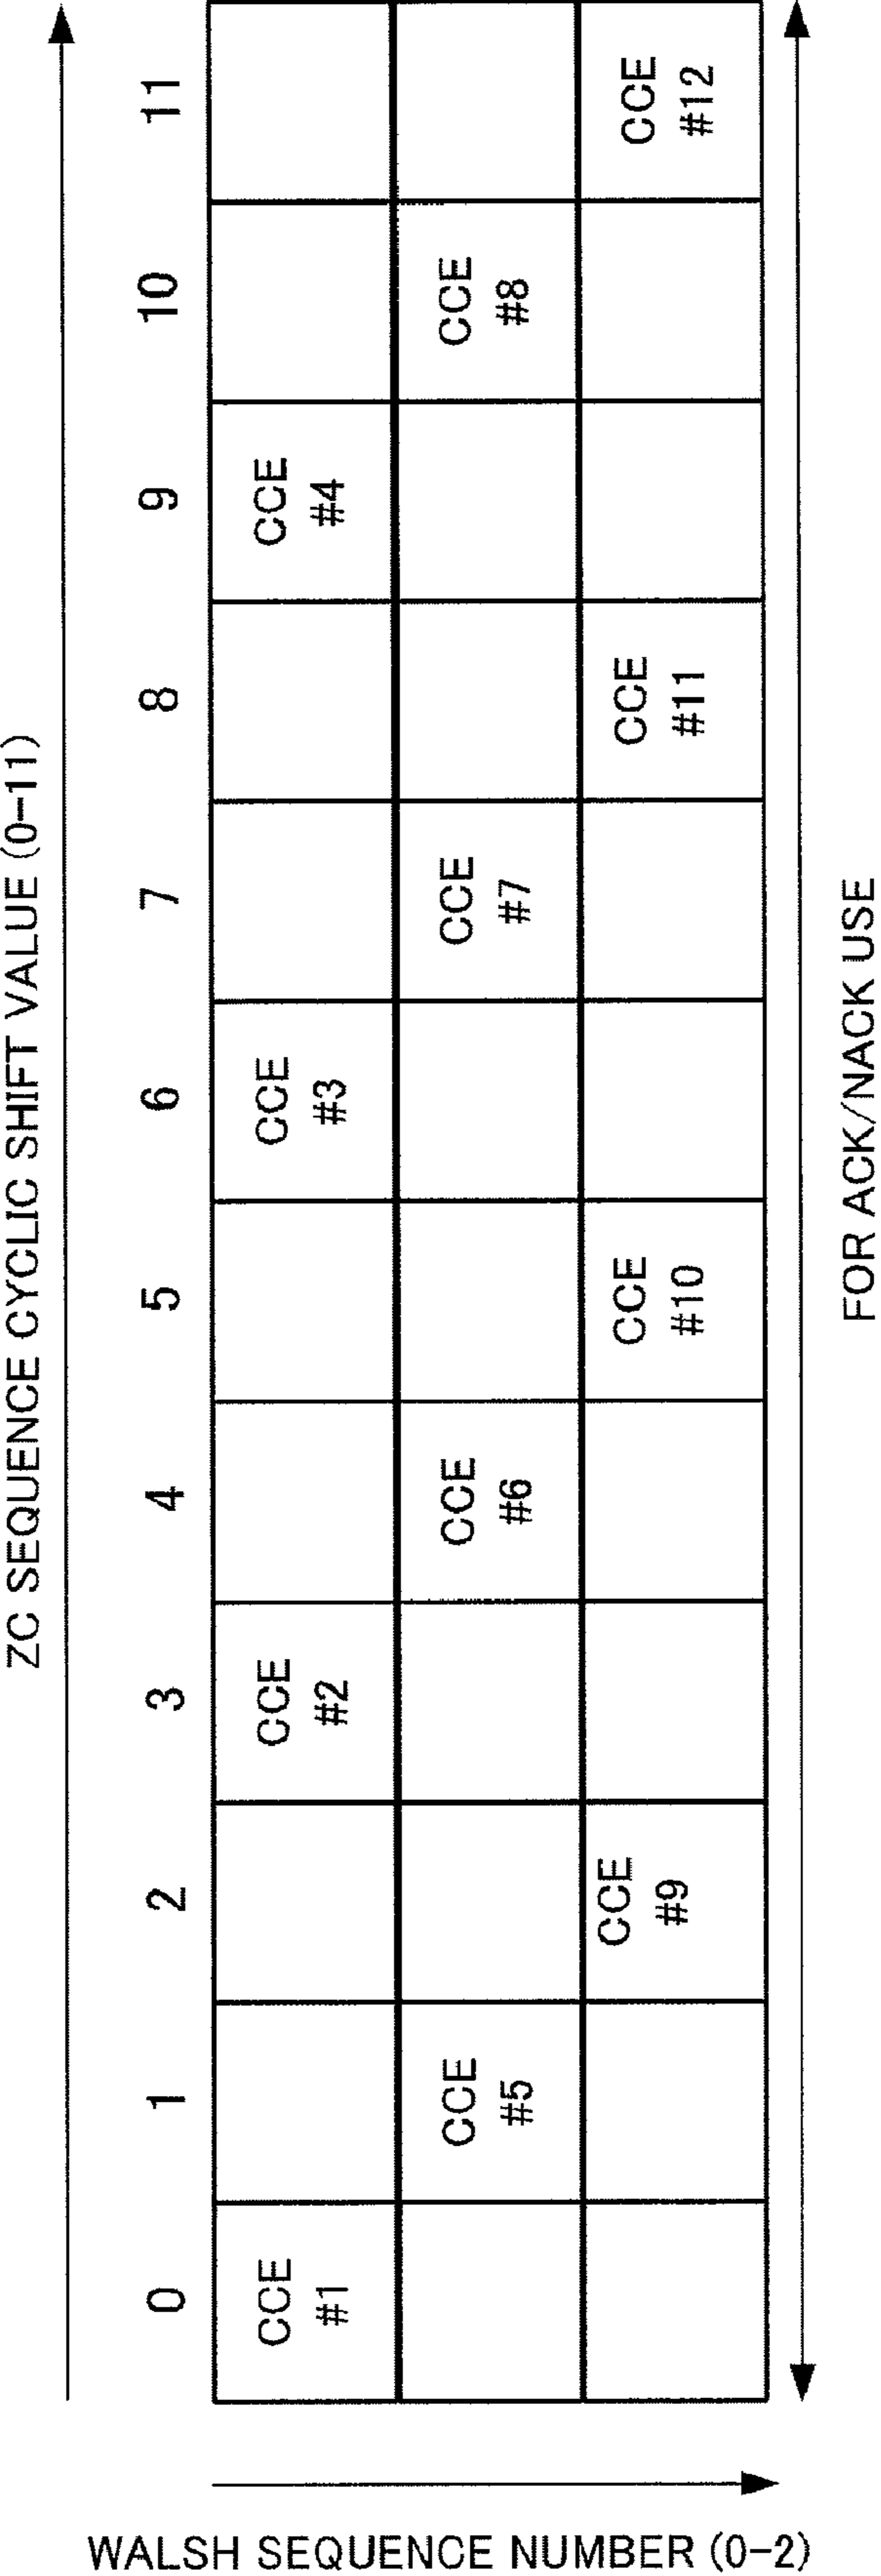 ZC SEQUENCE CYCLIC SHIFT VALUE (0-11)
0 1 2 3 4 5 6 7 8 9 10 11
CCE
#1
CCE
#2
CCE
#3
CCE
#4
CCE
#5
CCE
#6
CCE
#7
CCE
#8
CCE
#9
CCE
#10
CCE
#11
CCE
#12
WALSH SEQUENCE NUMBER (0-2)
FOR ACK/NACK USE